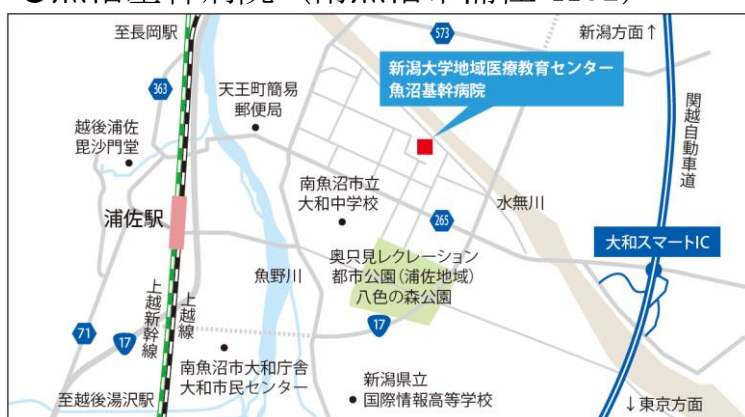 至長岡駅
573
新潟方面↑
新潟大学地域医療教育センター
魚沼基幹病院
363
天王町簡易
郵便局
関越自動車道
越後浦佐
毘沙門堂
南魚沼市立
大和中学校
水無川
265
浦佐駅
大和スマートIC
奥只見レクレーション
都市公園(浦佐地域)
八色の森公園
魚野川
上越新幹線
上越線
71
17
17
南魚沼市大和庁舎
大和市民センター
新潟県立
国際情報高等学校
至越後湯沢駅
↓東京方面